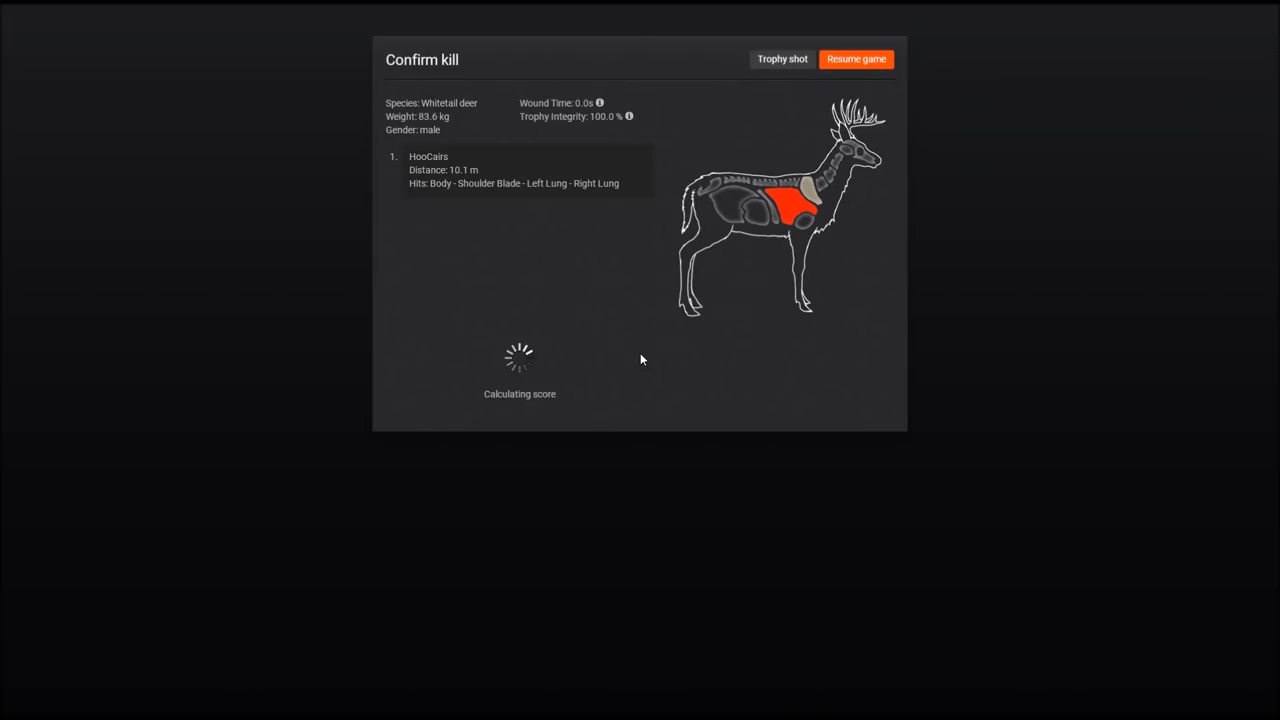 Confirm kill
Trophy shot
Resume game
Species: Whitetail deer
Weight: 83.6 kg
Gender: male
Wound Time: 0.0s
Trophy Integrity: 100.0 %
1.
HooCairs
Distance: 10.1 m
Hits: Body - Shoulder Blade - Left Lung - Right Lung
Calculating score